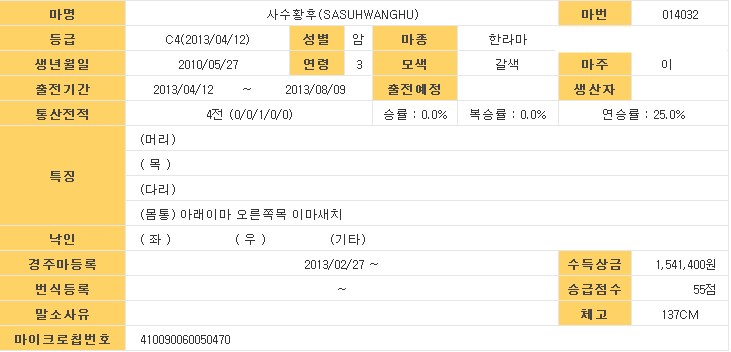 마명 사수황후(SASUHWANGHU) 마번 014032
등급 C4(2013/04/12) 성별 암 마종 한라마
생년월일 2010/05/27 연령 3 모색 갈색 마주 이
출전기간 2013/04/12 ~ 2013/08/09 출전예정 생산자
통산전적 4전 (0/0/1/0/0) 승률 : 0.0% 복승률 : 0.0% 연승률 : 25.0%
특징
(머리)
( 목 )
(다리)
(몸통) 아래이마 오른쪽목 이마새치
낙인 ( 좌 ) ( 우 ) (기타)
경주마등록 2013/02/27 ~ 수득상금 1,541,400원
번식등록 ~ 승급점수 55점
말소사유 체고 137CM
마이크로칩번호 410090060050470